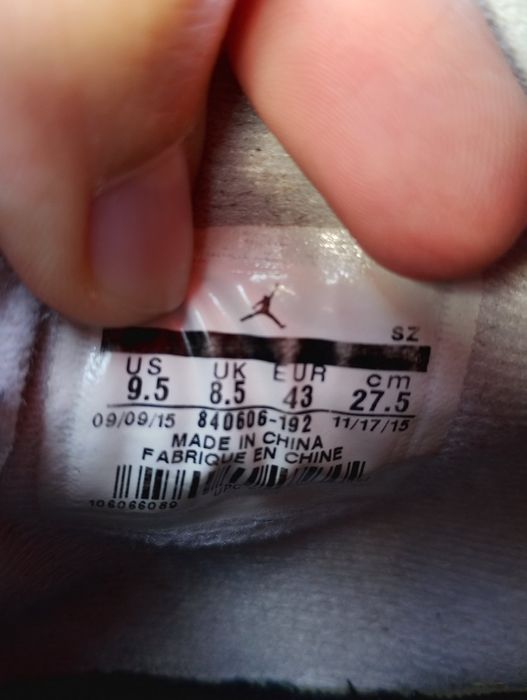 SZ
US UK EUR cm
9.5 8.5 43 27.5
09/09/15 840606-192 11/17/15
MADE IN CHINA
FABRIQUE EN CHINE
106066089